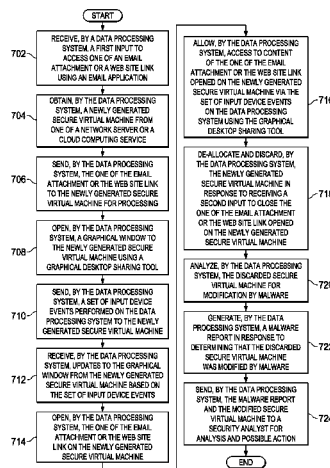 START
702
RECEIVE, BY A DATA PROCESSING
SYSTEM, A FIRST INPUT TO
ACCESS ONE OF AN EMAIL
ATTACHMENT OR A WEB SITE LINK
USING AN EMAIL APPLICATION
704
OBTAIN, BY THE DATA PROCESSING
SYSTEM, A NEWLY GENERATED
SECURE VIRTUAL MACHINE FROM
ONE OF A NETWORK SERVER OR A
CLOUD COMPUTING SERVICE
706
SEND, BY THE DATA PROCESSING
SYSTEM, THE ONE OF THE EMAIL
ATTACHMENT OR THE WEB SITE LINK
TO THE NEWLY GENERATED SECURE
VIRTUAL MACHINE FOR PROCESSING
708
OPEN, BY THE DATA PROCESSING
SYSTEM, A GRAPHICAL WINDOW TO
THE NEWLY GENERATED SECURE
VIRTUAL MACHINE USING A
GRAPHICAL DESKTOP SHARING TOOL
710
SEND, BY THE DATA PROCESSING
SYSTEM, A SET OF INPUT DEVICE
EVENTS PERFORMED ON THE DATA
PROCESSING SYSTEM TO THE NEWLY
GENERATED SECURE VIRTUAL MACHINE
712
RECEIVE, BY THE DATA PROCESSING
SYSTEM, UPDATES TO THE GRAPHICAL
WINDOW FROM THE NEWLY GENERATED
SECURE VIRTUAL MACHINE BASED ON
THE SET OF INPUT DEVICE EVENTS
714
OPEN, BY THE DATA PROCESSING
SYSTEM, THE ONE OF THE EMAIL
ATTACHMENT OR THE WEB SITE
LINK ON THE NEWLY GENERATED
SECURE VIRTUAL MACHINE
ALLOW, BY THE DATA PROCESSING
SYSTEM, ACCESS TO CONTENT
OF THE ONE OF THE EMAIL
ATTACHMENT OR THE WEB SITE LINK
OPENED ON THE NEWLY GENERATED
SECURE VIRTUAL MACHINE VIA THE
SET OF INPUT DEVICE EVENTS
ON THE DATA PROCESSING
SYSTEM USING THE GRAPHICAL
DESKTOP SHARING TOOL
716
DE-ALLOCATE AND DISCARD, BY
THE DATA PROCESSING SYSTEM,
THE NEWLY GENERATED
SECURE VIRTUAL MACHINE IN
RESPONSE TO RECEIVING A
SECOND INPUT TO CLOSE THE
ONE OF THE EMAIL ATTACHMENT
OR THE WEB SITE LINK OPENED
ON THE NEWLY GENERATED
SECURE VIRTUAL MACHINE
718
ANALYZE, BY THE DATA PROCESSING
SYSTEM, THE DISCARDED SECURE
VIRTUAL MACHINE FOR
MODIFICATION BY MALWARE
720
GENERATE, BY THE DATA
PROCESSING SYSTEM, A MALWARE
REPORT IN RESPONSE TO
DETERMINING THAT THE DISCARDED
SECURE VIRTUAL MACHINE
WAS MODIFIED BY MALWARE
722
SEND, BY THE DATA PROCESSING
SYSTEM, THE MALWARE REPORT
AND THE MODIFIED SECURE
VIRTUAL MACHINE TO A
SECURITY ANALYST FOR
ANALYSIS AND POSSIBLE ACTION
724
END